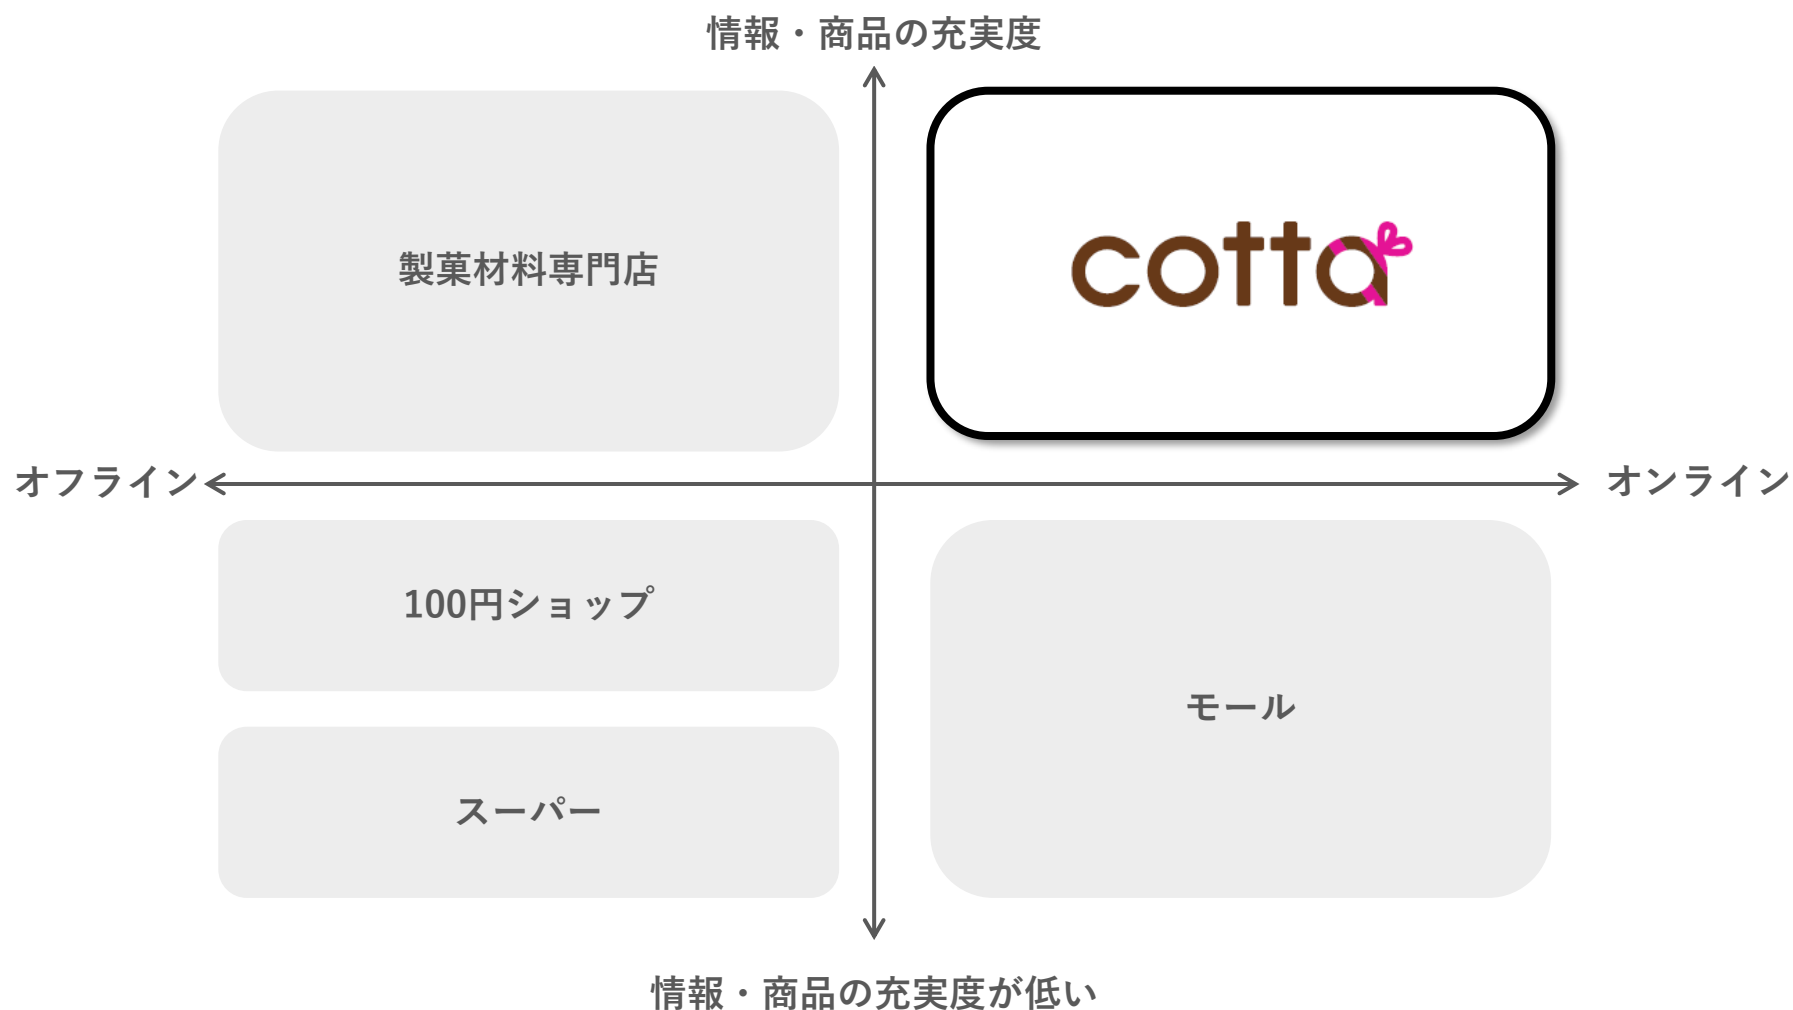 情報・商品の充実度
製菓材料専門店
cotta
オフライン
オンライン
100円ショップ
モール
スーパー
情報・商品の充実度が低い